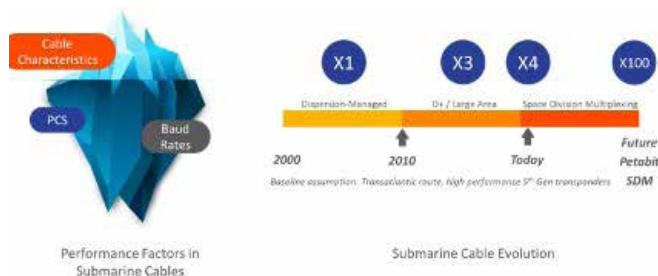 Cable
Characteristics
PCS
Baud
Rates
Performance Factors in
Submarine Cables
X1
X3
X4
X100
Dispersion-Managed
D+ / Large Area
Space Division Multiplexing
2000
2010
Today
Future
Petabit
SDM
Baseline assumption: Transatlantic route, high performance 5th Gen transponders
Submarine Cable Evolution